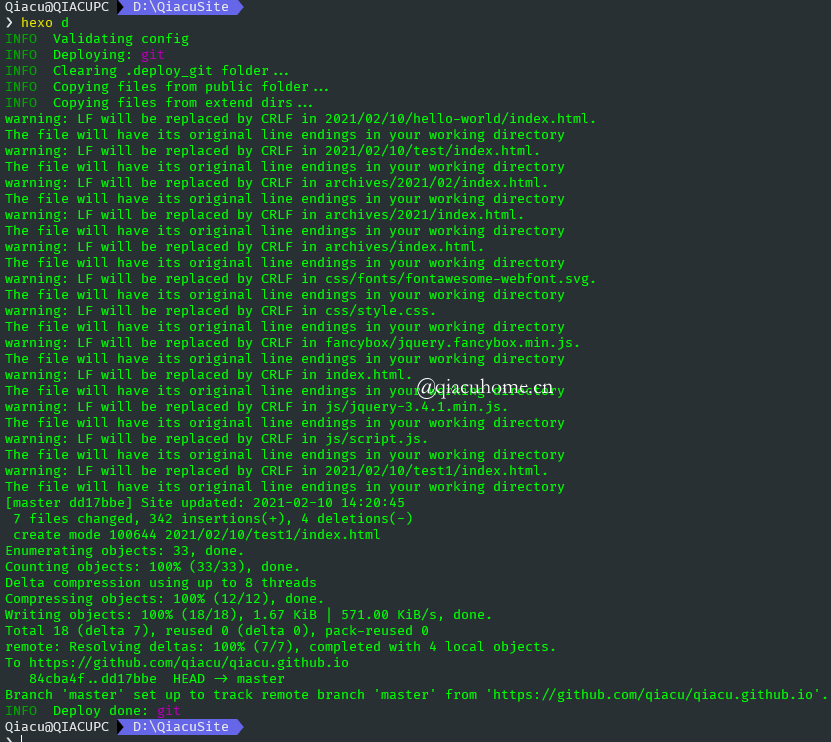 Qiacu@QIACUPC D:\QiacuSite
❯ hexo d
INFO  Validating config
INFO  Deploying: git
INFO  Clearing .deploy_git folder...
INFO  Copying files from public folder...
INFO  Copying files from extend dirs...
warning: LF will be replaced by CRLF in 2021/02/10/hello-world/index.html.
The file will have its original line endings in your working directory
warning: LF will be replaced by CRLF in 2021/02/10/test/index.html.
The file will have its original line endings in your working directory
warning: LF will be replaced by CRLF in archives/2021/02/index.html.
The file will have its original line endings in your working directory
warning: LF will be replaced by CRLF in archives/2021/index.html.
The file will have its original line endings in your working directory
warning: LF will be replaced by CRLF in archives/index.html.
The file will have its original line endings in your working directory
warning: LF will be replaced by CRLF in css/fonts/fontawesome-webfont.svg.
The file will have its original line endings in your working directory
warning: LF will be replaced by CRLF in css/style.css.
The file will have its original line endings in your working directory
warning: LF will be replaced by CRLF in fancybox/jquery.fancybox.min.js.
The file will have its original line endings in your working directory
warning: LF will be replaced by CRLF in index.html.
The file will have its original line endings in your working directory
@qiacuhome.cn
warning: LF will be replaced by CRLF in js/jquery-3.4.1.min.js.
The file will have its original line endings in your working directory
warning: LF will be replaced by CRLF in js/script.js.
The file will have its original line endings in your working directory
warning: LF will be replaced by CRLF in 2021/02/10/test1/index.html.
The file will have its original line endings in your working directory
[master dd17bbe] Site updated: 2021-02-10 14:20:45
 7 files changed, 342 insertions(+), 4 deletions(-)
 create mode 100644 2021/02/10/test1/index.html
Enumerating objects: 33, done.
Counting objects: 100% (33/33), done.
Delta compression using up to 8 threads
Compressing objects: 100% (12/12), done.
Writing objects: 100% (18/18), 1.67 KiB | 571.00 KiB/s, done.
Total 18 (delta 7), reused 0 (delta 0), pack-reused 0
remote: Resolving deltas: 100% (7/7), completed with 4 local objects.
To https://github.com/qiacu/qiacu.github.io
   84cba4f..dd17bbe  HEAD -> master
Branch 'master' set up to track remote branch 'master' from 'https://github.com/qiacu/qiacu.github.io'.
INFO  Deploy done: git
Qiacu@QIACUPC D:\QiacuSite
❯